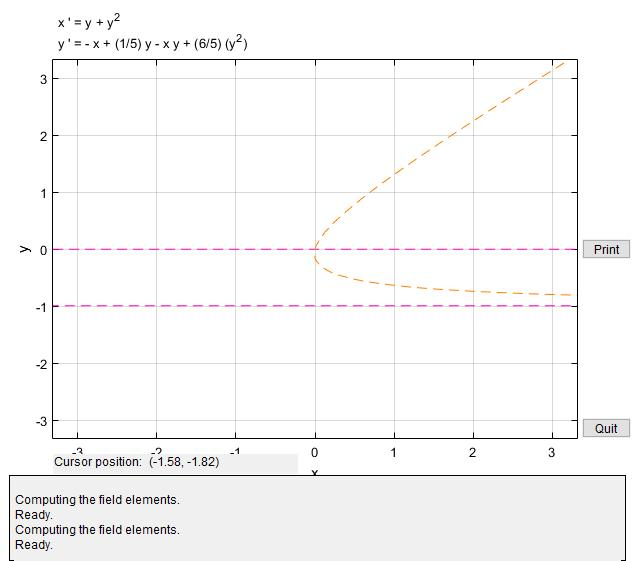 x ' = y + y²
y ' = - x + (1/5) y - x y + (6/5) (y²)
3
2
1
y 0
-1
-2
-3
Print
Quit
-3 -2 -1 0 1 2 3
Cursor position: (-1.58, -1.82)
x
Computing the field elements.
Ready.
Computing the field elements.
Ready.